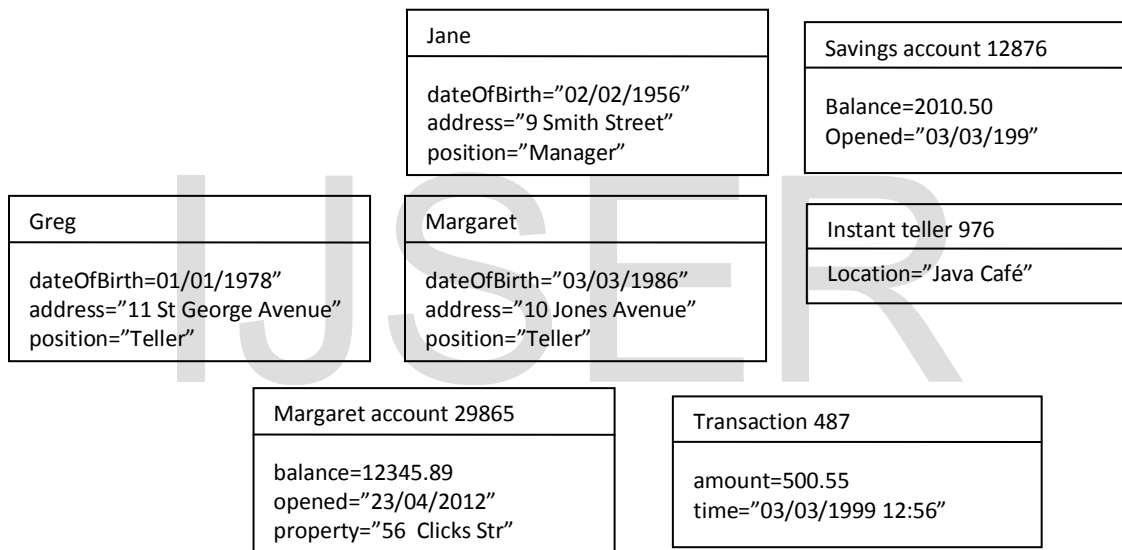 Jane
dateOfBirth=”02/02/1956”
address=”9 Smith Street”
position=”Manager”
Savings account 12876
Balance=2010.50
Opened=”03/03/199”
IJSER
Greg
dateOfBirth=01/01/1978”
address=”11 St George Avenue”
position=”Teller”
Margaret
dateOfBirth=”03/03/1986”
address=”10 Jones Avenue”
position=”Teller”
Instant teller 976
Location=”Java Café”
Margaret account 29865
balance=12345.89
opened=”23/04/2012”
property=”56 Clicks Str”
Transaction 487
amount=500.55
time=”03/03/1999 12:56”